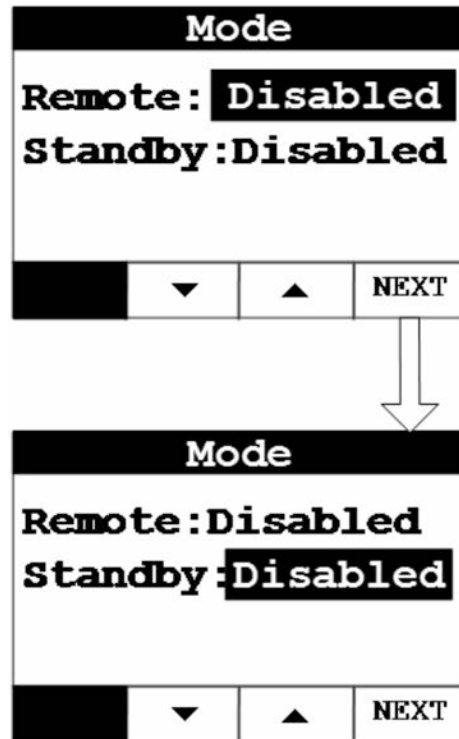 Mode
Remote: Disabled
Standby:Disabled
▼ ▲ NEXT
Mode
Remote:Disabled
Standby:Disabled
▼ ▲ NEXT